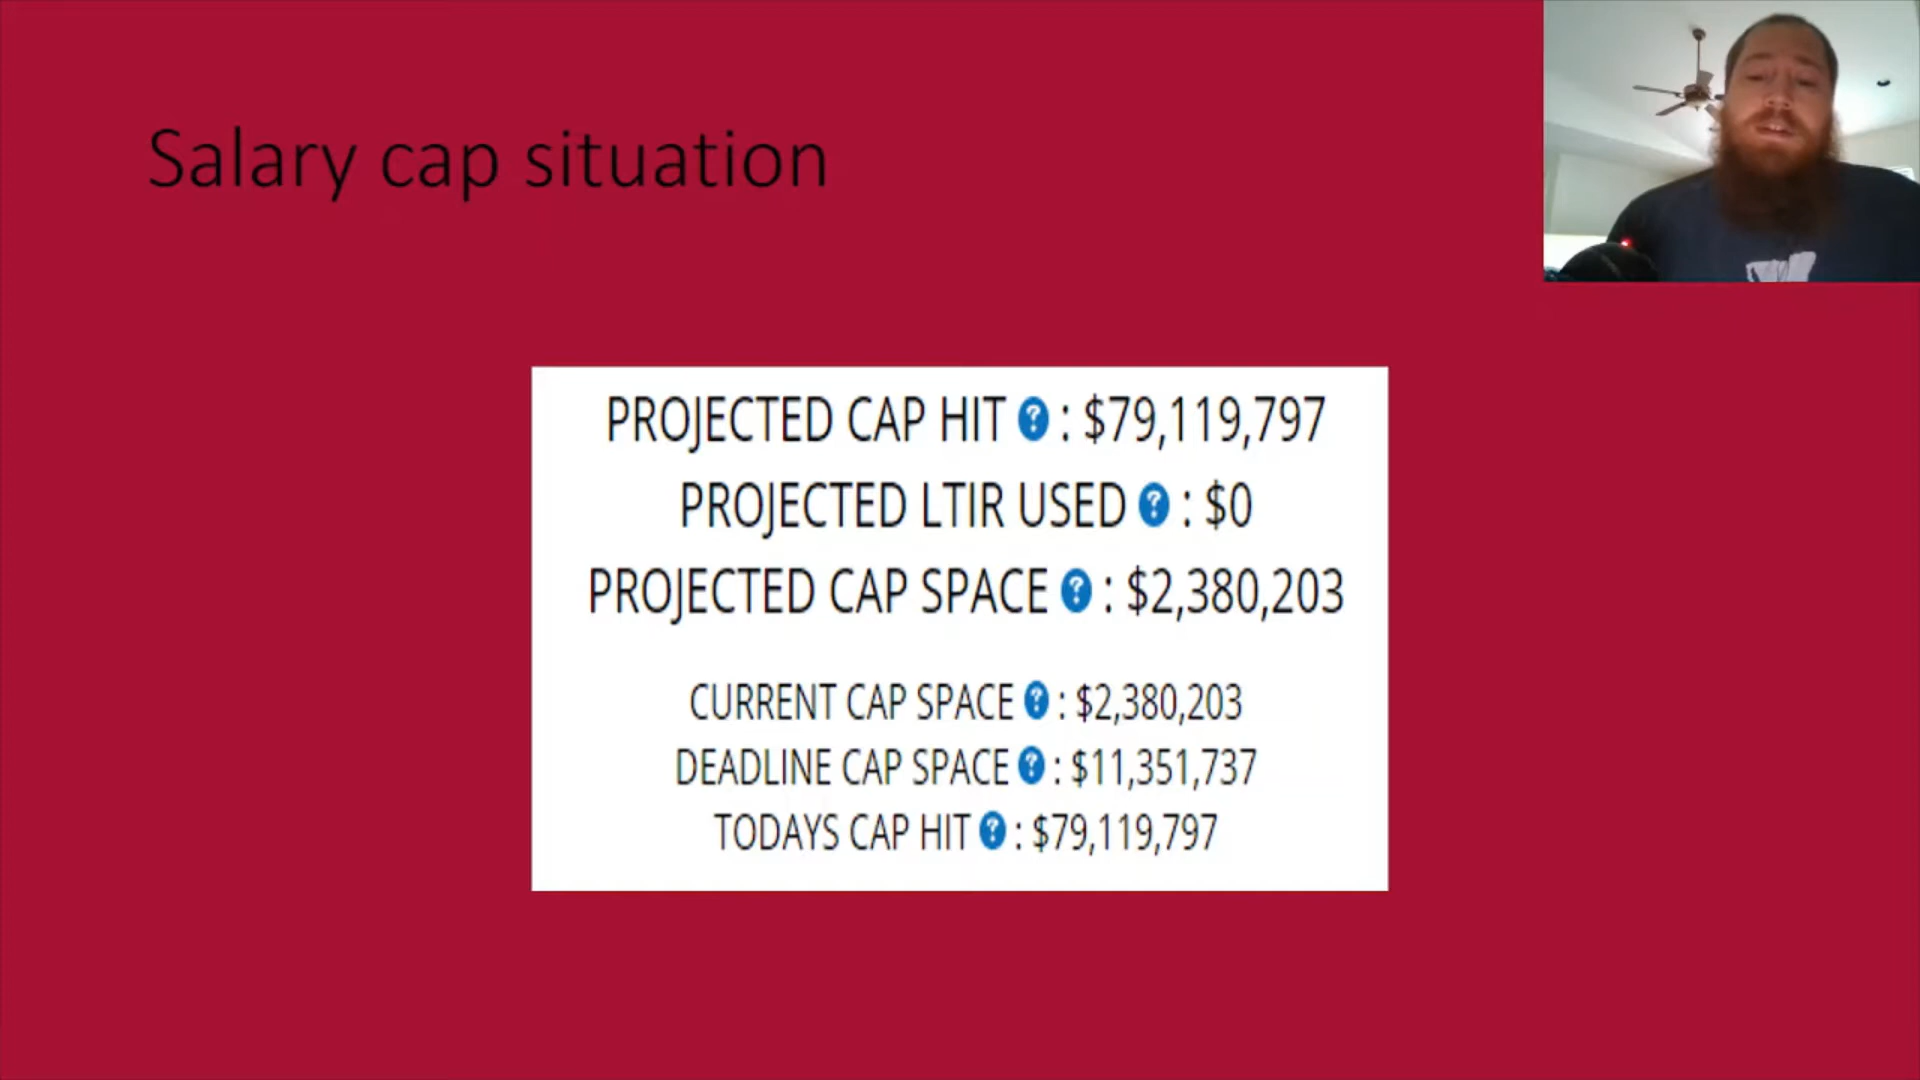 Salary cap situation
PROJECTED CAP HIT ? : $79,119,797
PROJECTED LTIR USED ? : $0
PROJECTED CAP SPACE ? : $2,380,203
CURRENT CAP SPACE ? : $2,380,203
DEADLINE CAP SPACE ? : $11,351,737
TODAYS CAP HIT ? : $79,119,797